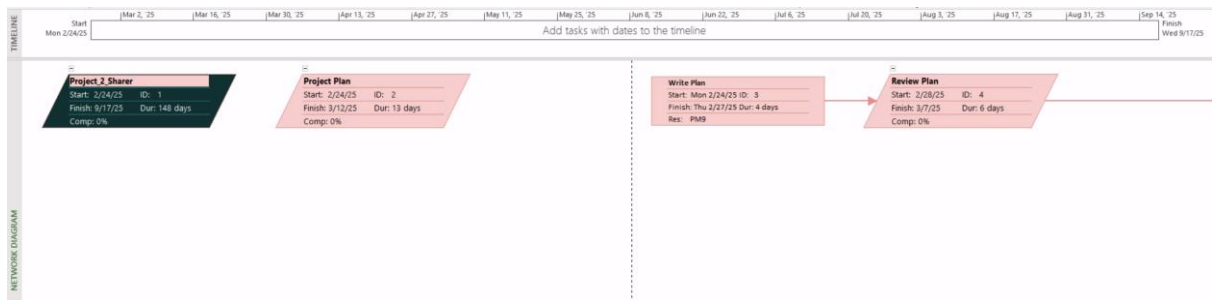 TIMELINE
Start
Mon 2/24/25
Mar 2, '25
Mar 16, '25
Mar 30, '25
Apr 13, '25
Apr 27, '25
May 11, '25
May 25, '25
Jun 8, '25
Jun 22, '25
Jul 6, '25
Jul 20, '25
Aug 3, '25
Aug 17, '25
Aug 31, '25
Sep 14, '25
Add tasks with dates to the timeline
Finish
Wed 9/17/25
NETWORK DIAGRAM
Project_2_Sharer
Start: 2/24/25 ID: 1
Finish: 9/17/25 Dur: 148 days
Comp: 0%
Project Plan
Start: 2/24/25 ID: 2
Finish: 3/12/25 Dur: 13 days
Comp: 0%
Write Plan
Start: Mon 2/24/25 ID: 3
Finish: Thu 2/27/25 Dur: 4 days
Res: PM9
Review Plan
Start: 2/28/25 ID: 4
Finish: 3/7/25 Dur: 6 days
Comp: 0%